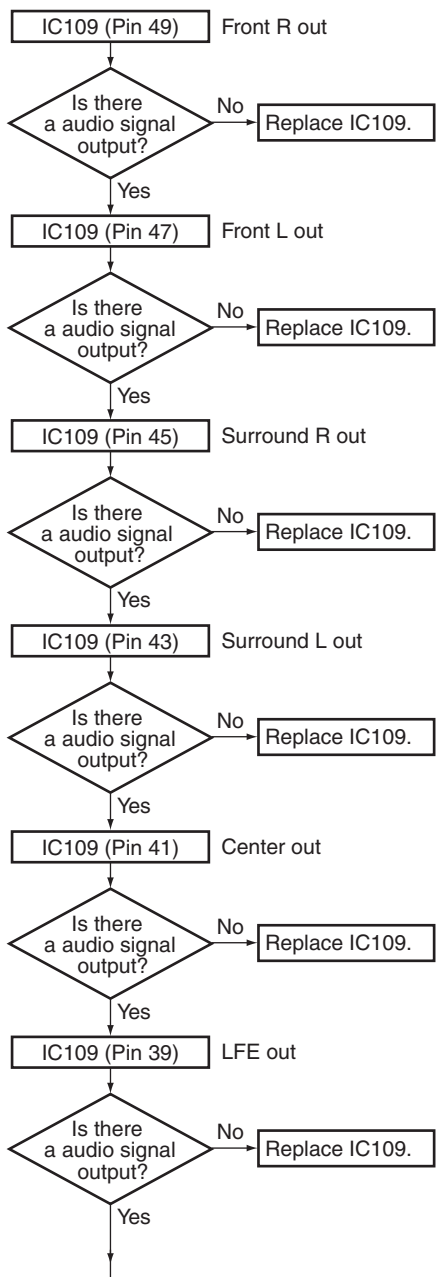 IC109 (Pin 49) Front R out
Is there
a audio signal
output?
No
Replace IC109.
Yes
IC109 (Pin 47) Front L out
Is there
a audio signal
output?
No
Replace IC109.
Yes
IC109 (Pin 45) Surround R out
Is there
a audio signal
output?
No
Replace IC109.
Yes
IC109 (Pin 43) Surround L out
Is there
a audio signal
output?
No
Replace IC109.
Yes
IC109 (Pin 41) Center out
Is there
a audio signal
output?
No
Replace IC109.
Yes
IC109 (Pin 39) LFE out
Is there
a audio signal
output?
No
Replace IC109.
Yes